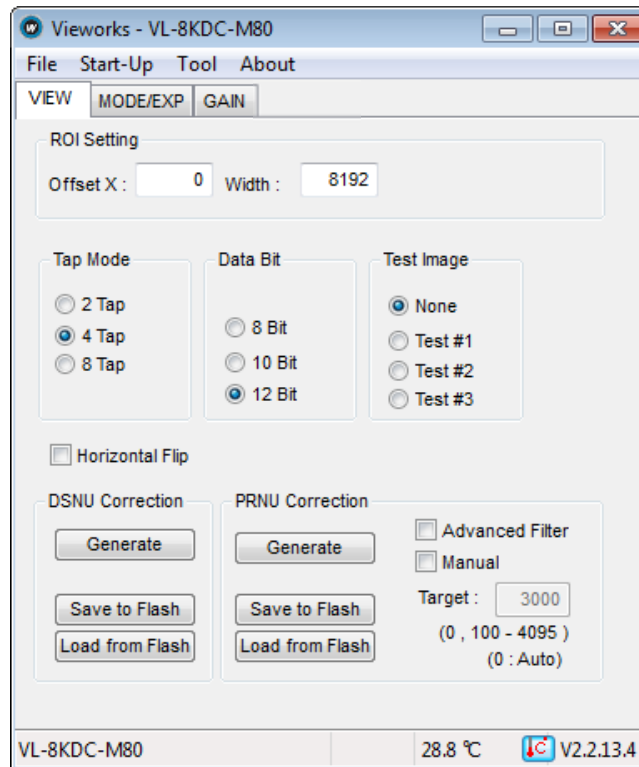 W Vieworks - VL-8KDC-M80
File Start-Up Tool About
VIEW MODE/EXP GAIN
ROI Setting
Offset X : 0 Width : 8192
Tap Mode
2 Tap
4 Tap
8 Tap
Data Bit
8 Bit
10 Bit
12 Bit
Test Image
None
Test #1
Test #2
Test #3
Horizontal Flip
DSNU Correction
Generate
Save to Flash
Load from Flash
PRNU Correction
Generate
Save to Flash
Load from Flash
Advanced Filter
Manual
Target : 3000
(0 , 100 - 4095 )
(0 : Auto)
VL-8KDC-M80 28.8 ℃ C V2.2.13.4